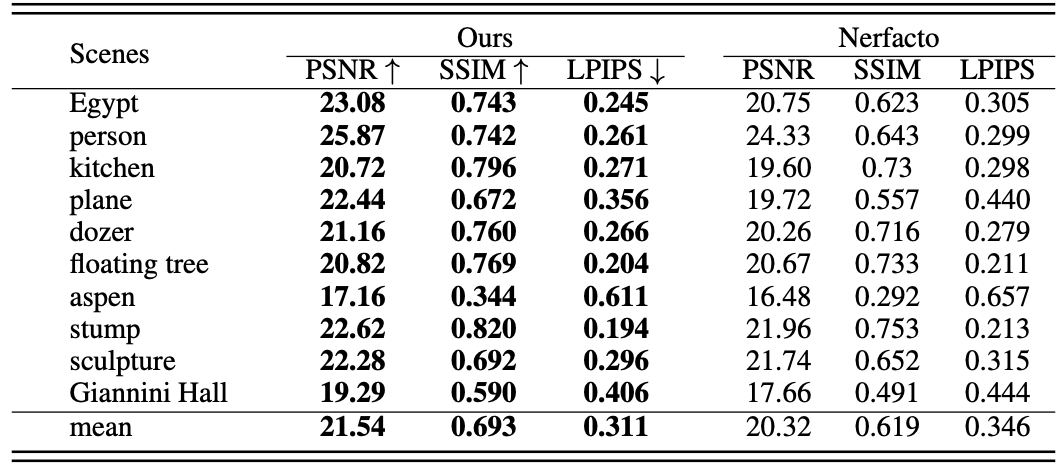 Scenes Ours Nerfacto
PSNR ↑ SSIM ↑ LPIPS ↓ PSNR SSIM LPIPS
Egypt 23.08 0.743 0.245 20.75 0.623 0.305
person 25.87 0.742 0.261 24.33 0.643 0.299
kitchen 20.72 0.796 0.271 19.60 0.73 0.298
plane 22.44 0.672 0.356 19.72 0.557 0.440
dozer 21.16 0.760 0.266 20.26 0.716 0.279
floating tree 20.82 0.769 0.204 20.67 0.733 0.211
aspen 17.16 0.344 0.611 16.48 0.292 0.657
stump 22.62 0.820 0.194 21.96 0.753 0.213
sculpture 22.28 0.692 0.296 21.74 0.652 0.315
Giannini Hall 19.29 0.590 0.406 17.66 0.491 0.444
mean 21.54 0.693 0.311 20.32 0.619 0.346